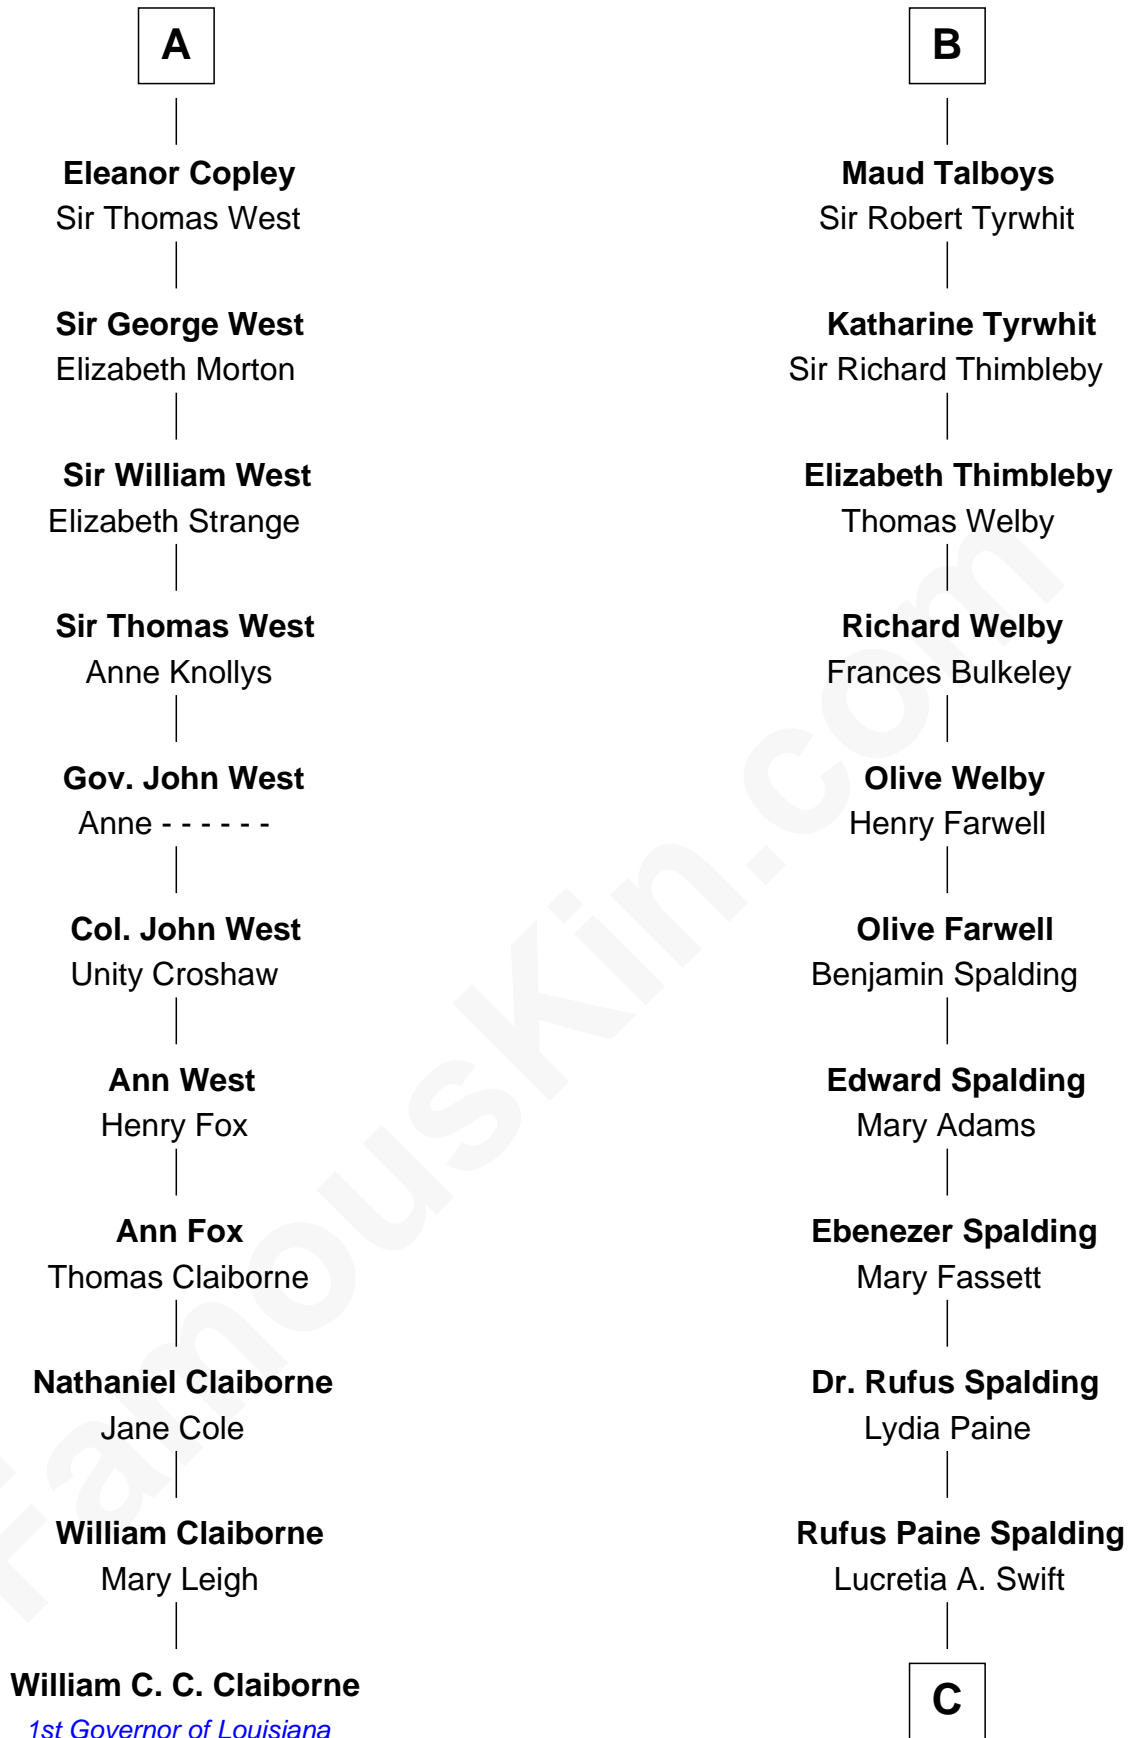 A
Eleanor Copley
Sir Thomas West
Sir George West
Elizabeth Morton
Sir William West
Elizabeth Strange
Sir Thomas West
Anne Knollys
Gov. John West
Anne - - - - - -
Col. John West
Unity Croshaw
Ann West
Henry Fox
Ann Fox
Thomas Claiborne
Nathaniel Claiborne
Jane Cole
William Claiborne
Mary Leigh
William C. C. Claiborne
1st Governor of Louisiana
B
Maud Talboys
Sir Robert Tyrwhit
Katharine Tyrwhit
Sir Richard Thimbleby
Elizabeth Thimbleby
Thomas Welby
Richard Welby
Frances Bulkeley
Olive Welby
Henry Farwell
Olive Farwell
Benjamin Spalding
Edward Spalding
Mary Adams
Ebenezer Spalding
Mary Fassett
Dr. Rufus Spalding
Lydia Paine
Rufus Paine Spalding
Lucretia A. Swift
C
FamousKin.com